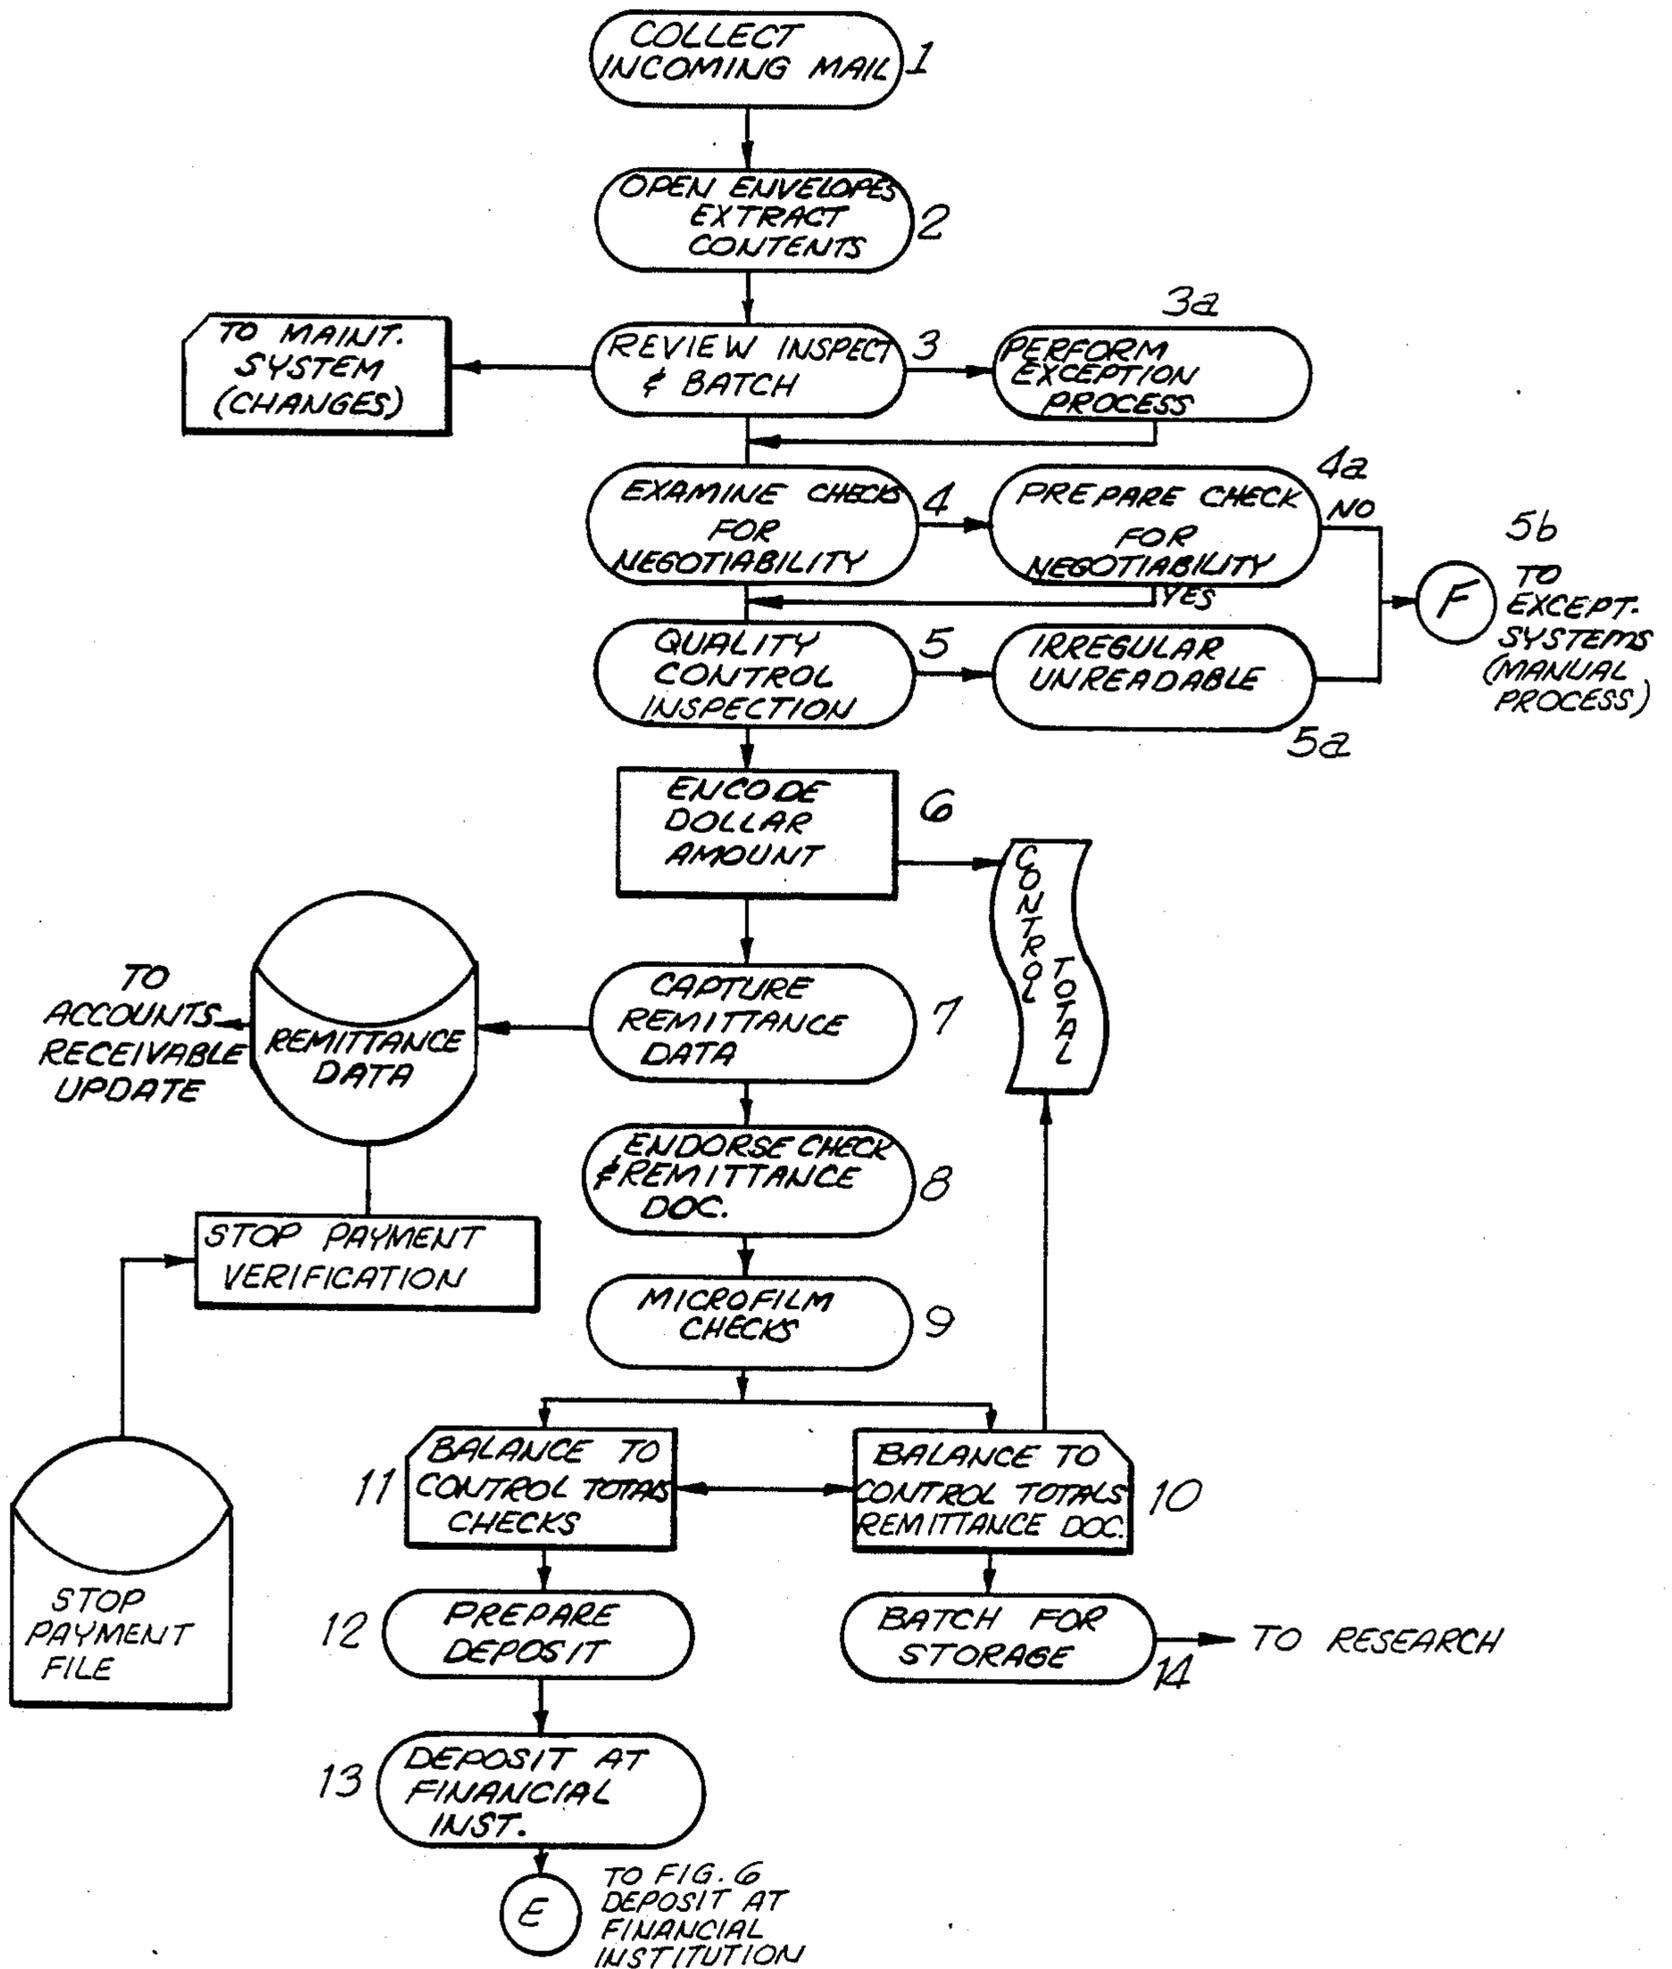 COLLECT
INCOMING MAIL
1
OPEN ENVELOPES
EXTRACT
CONTENTS
2
TO MAINT.
SYSTEM
(CHANGES)
REVIEW INSPECT
& BATCH
3
3a
PERFORM
EXCEPTION
PROCESS
EXAMINE CHECKS
FOR
NEGOTIABILITY
4
PREPARE CHECK
FOR
NEGOTIABILITY
4a
NO
YES
5b
F
TO
EXCEPT.
SYSTEMS
(MANUAL
PROCESS)
QUALITY
CONTROL
INSPECTION
5
IRREGULAR
UNREADABLE
5a
ENCODE
DOLLAR
AMOUNT
6
CONTROL
TOTAL
TO
ACCOUNTS
RECEIVABLE
UPDATE
REMITTANCE
DATA
CAPTURE
REMITTANCE
DATA
7
ENDORSE CHECK
& REMITTANCE
DOC.
8
STOP PAYMENT
VERIFICATION
MICROFILM
CHECKS
9
11
BALANCE TO
CONTROL TOTALS
CHECKS
BALANCE TO
CONTROL TOTALS
REMITTANCE DOC.
10
STOP
PAYMENT
FILE
12
PREPARE
DEPOSIT
BATCH FOR
STORAGE
14
TO RESEARCH
13
DEPOSIT AT
FINANCIAL
INST.
E
TO FIG. 6
DEPOSIT AT
FINANCIAL
INSTITUTION